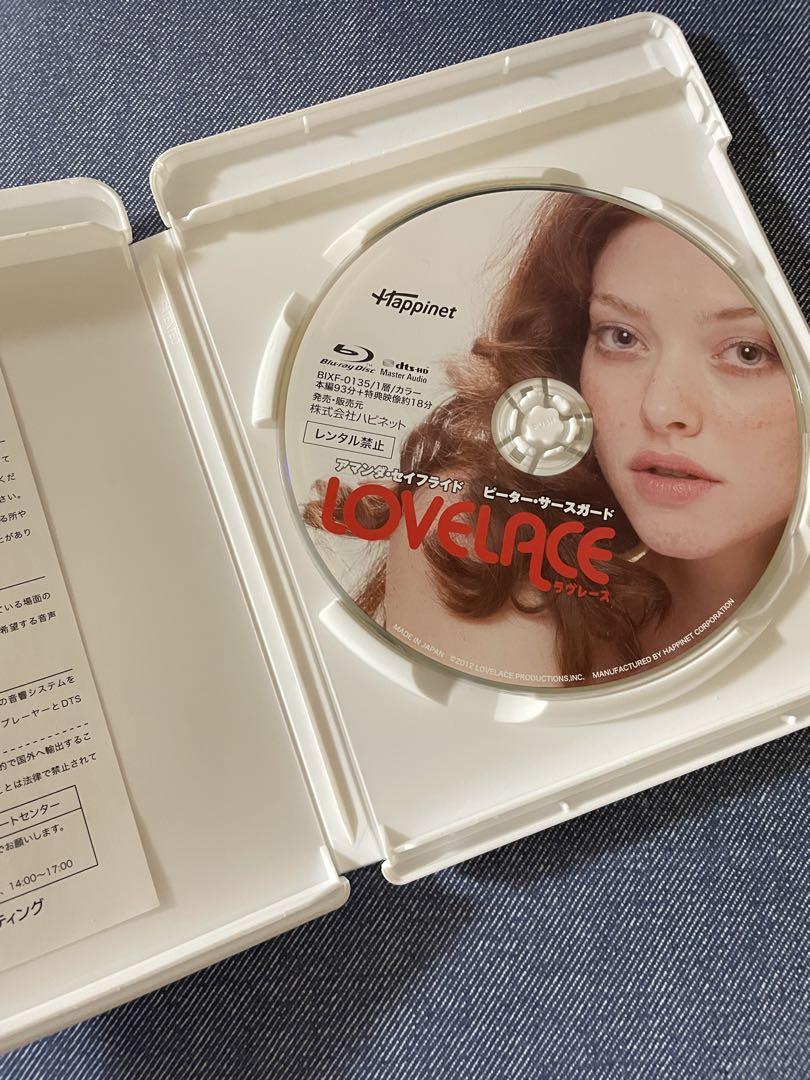 て
くだ
さい。
る所や
とがあり
ている場面の
希望する音声
の音響システムを
プレーヤーとDTS
的で国外へ輸出するこ
ことは法律で禁止されて
ートセンター
でお願いします。
、14:00〜17:00
ティング
Happinet
Blu-ray Disc
dts-HD
Master Audio
BIXF-0135/1層/カラー
本編93分+特典映像約18分
発売・販売元
株式会社ハピネット
レンタル禁止
アマンダ・セイフライド ピーター・サースガード
LOVELACE
ラヴレース
MADE IN JAPAN ©2012 LOVELACE PRODUCTIONS,INC. MANUFACTURED BY HAPPINET CORPORATION